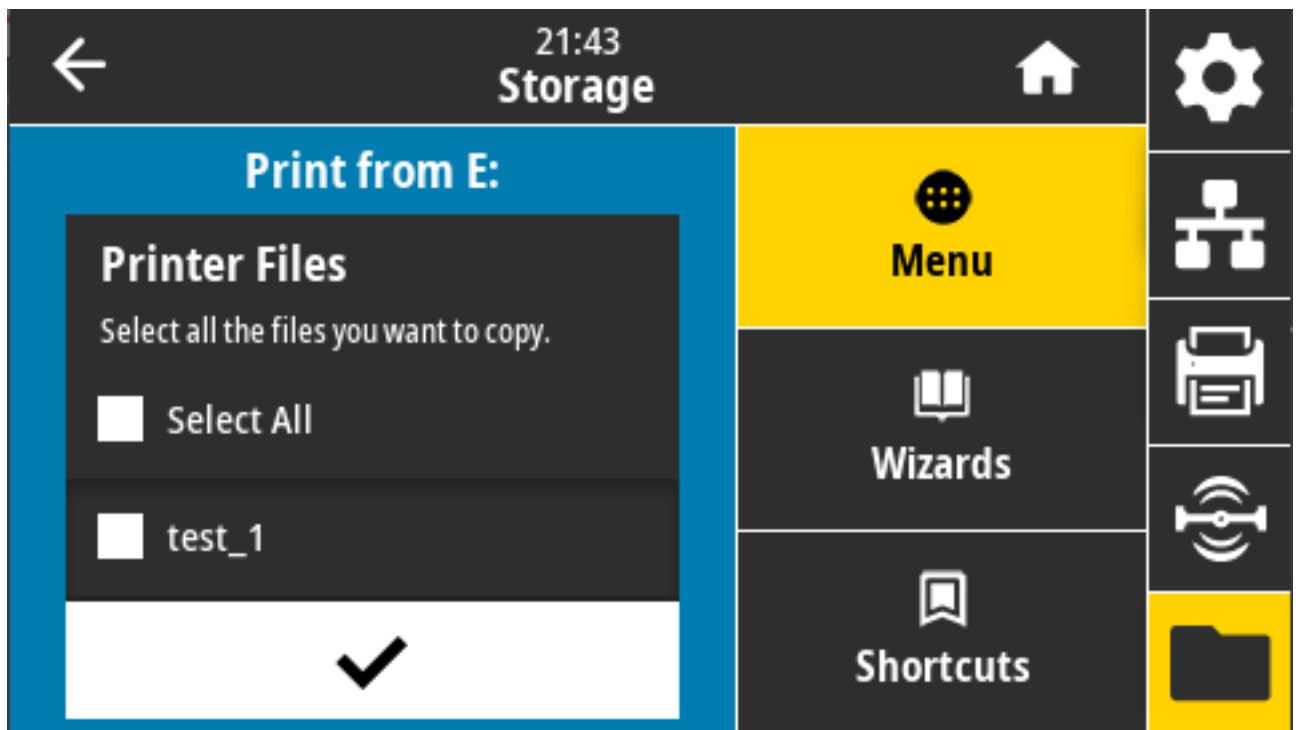 21:43
Storage
Print from E:
Printer Files
Select all the files you want to copy.
Select All
test_1
Menu
Wizards
Shortcuts